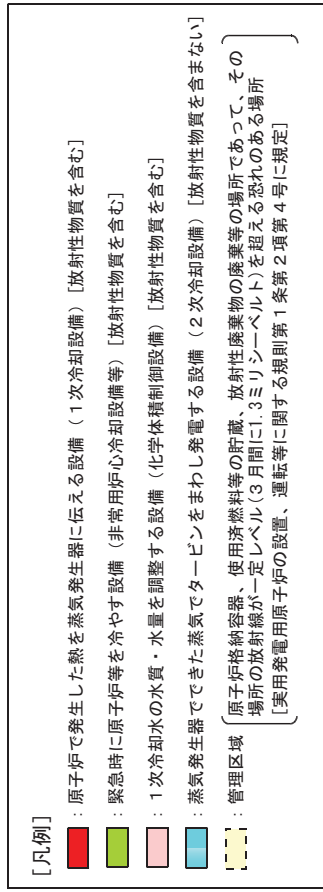 [凡例]
：原子炉で発生した熱を蒸気発生器に伝える設備（１次冷却設備）［放射性物質を含む］
：緊急時に原子炉等を冷やす設備（非常用炉心冷却設備等）［放射性物質を含む］
：１次冷却水の水質・水量を調整する設備（化学体積制御設備）［放射性物質を含む］
：蒸気発生器でできた蒸気でタービンをまわし発電する設備（２次冷却設備）［放射性物質を含まない］
：管理区域 原子炉格納容器、使用済燃料等の貯蔵、放射性廃棄物の廃棄等の場所であって、その
場所の放射線が一定レベル(３月間に1.3ミリシーベルト)を超える恐れのある場所
[実用発電用原子炉の設置、運転等に関する規則第１条第２項第４号に規定]